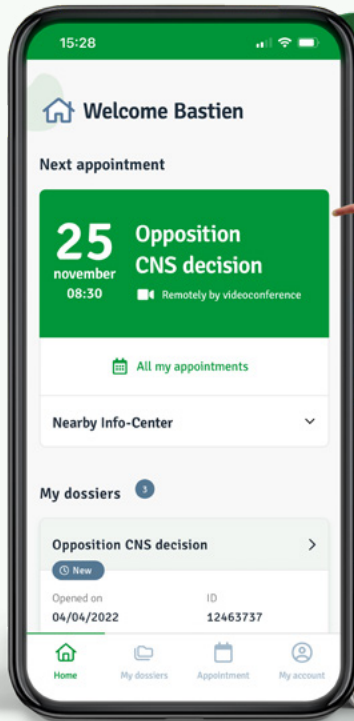 15:28
Welcome Bastien
Next appointment
25
november
08:30
Opposition
CNS decision
Remotely by videoconference
All my appointments
Nearby Info-Center
My dossiers 3
Opposition CNS decision
New
Opened on ID
04/04/2022 12463737
Home My dossiers Appointment My account